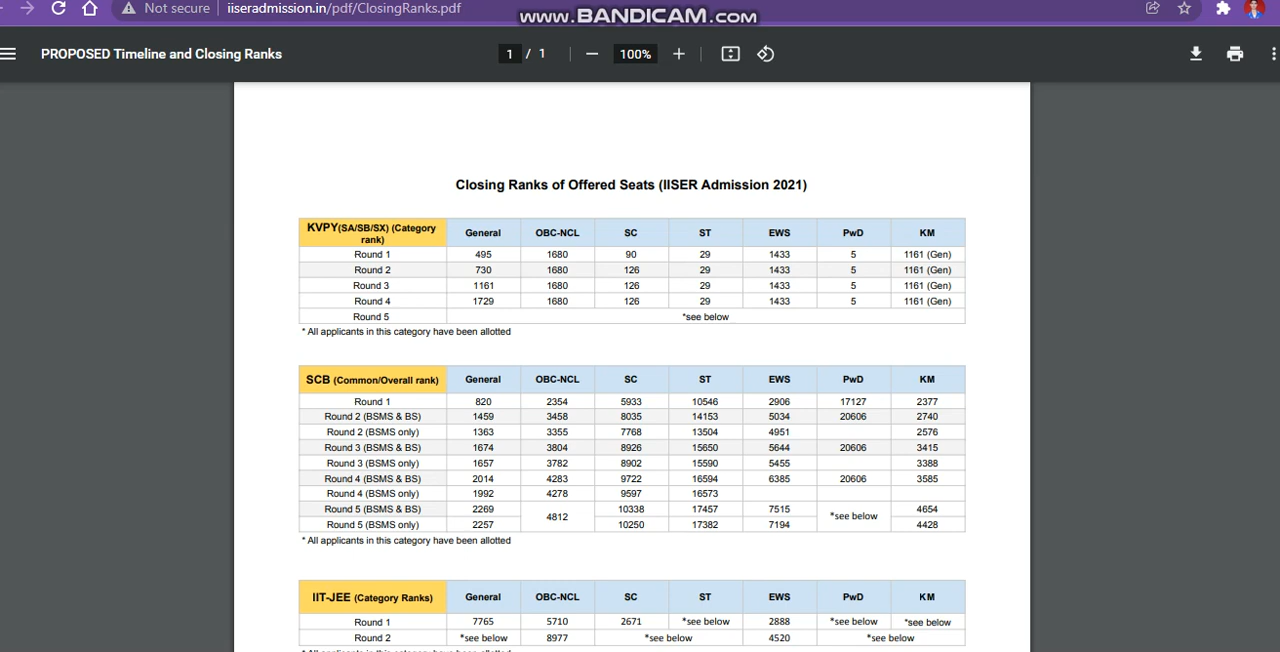 Not secure iiseradmission.in/pdf/ClosingRanks.pdf
www.BANDICAM.com
PROPOSED Timeline and Closing Ranks 1 / 1 100%
Closing Ranks of Offered Seats (IISER Admission 2021)
KVPY(SA/SB/SX) (Category rank) General OBC-NCL SC ST EWS PwD KM
Round 1 495 1680 90 29 1433 5 1161 (Gen)
Round 2 730 1680 126 29 1433 5 1161 (Gen)
Round 3 1161 1680 126 29 1433 5 1161 (Gen)
Round 4 1729 1680 126 29 1433 5 1161 (Gen)
Round 5 *see below
* All applicants in this category have been allotted
SCB (Common/Overall rank) General OBC-NCL SC ST EWS PwD KM
Round 1 820 2354 5933 10546 2906 17127 2377
Round 2 (BSMS & BS) 1459 3458 8035 14153 5034 20606 2740
Round 2 (BSMS only) 1363 3355 7768 13504 4951 2576
Round 3 (BSMS & BS) 1674 3804 8926 15650 5644 20606 3415
Round 3 (BSMS only) 1657 3782 8902 15590 5455 3388
Round 4 (BSMS & BS) 2014 4283 9722 16594 6385 20606 3585
Round 4 (BSMS only) 1992 4278 9597 16573
Round 5 (BSMS & BS) 2269 4812 10338 17457 7515 *see below 4654
Round 5 (BSMS only) 2257 10250 17382 7194 4428
* All applicants in this category have been allotted
IIT-JEE (Category Ranks) General OBC-NCL SC ST EWS PwD KM
Round 1 7765 5710 2671 *see below 2888 *see below *see below
Round 2 *see below 8977 *see below 4520 *see below
* All applicants in this category have been allotted